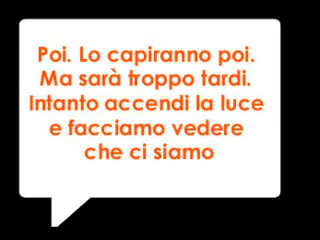 Poi. Lo capiranno poi.
Ma sarà troppo tardi.
Intanto accendi la luce
e facciamo vedere
che ci siamo